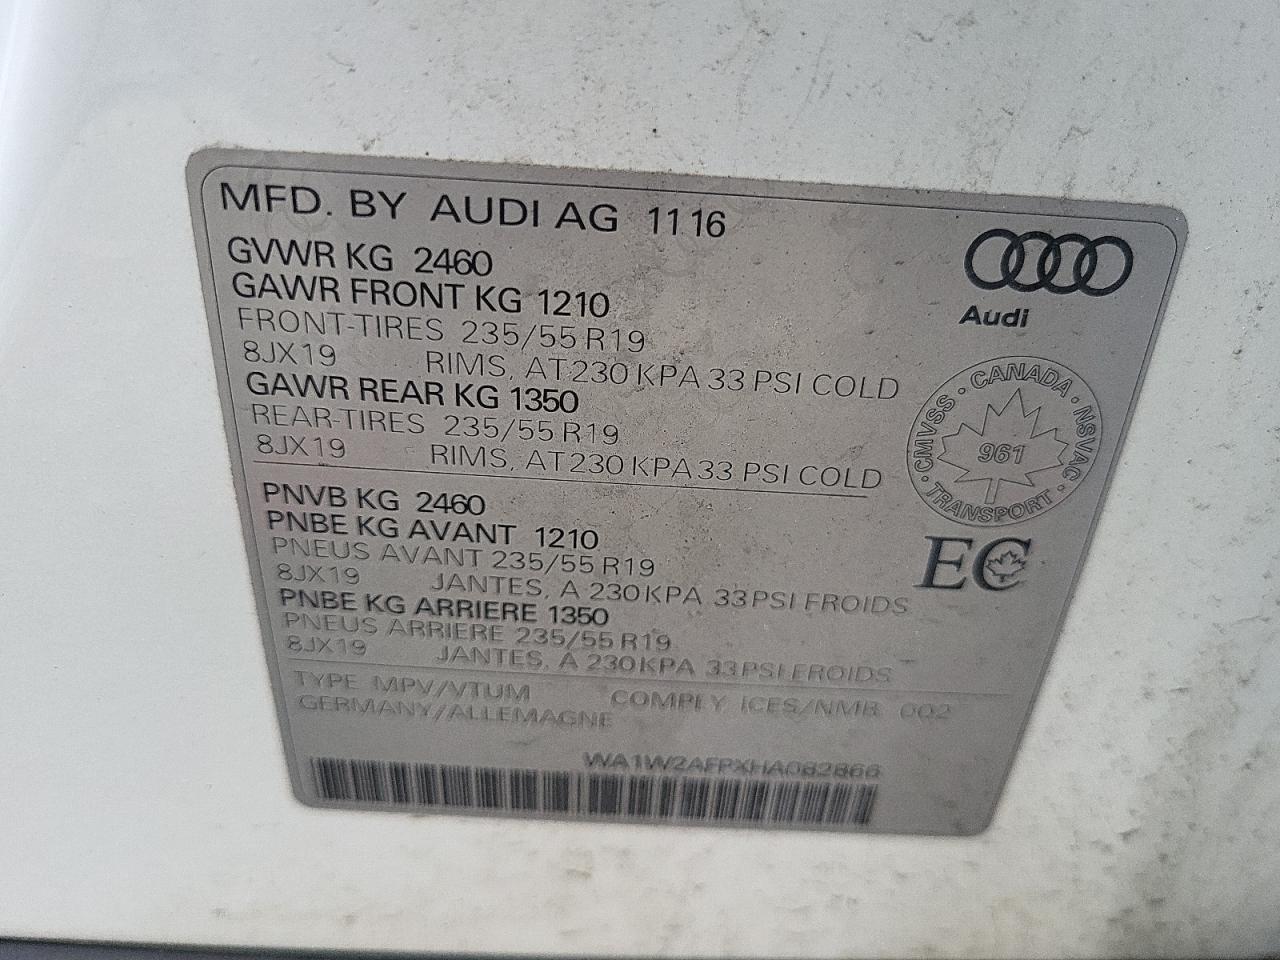 MFD. BY AUDI AG 11 16
GVWR KG 2460
GAWR FRONT KG 1210
FRONT-TIRES 235/55 R19
8JX19 RIMS, AT 230 KPA 33 PSI COLD
GAWR REAR KG 1350
REAR-TIRES 235/55 R19
8JX19 RIMS, AT 230 KPA 33 PSI COLD
PNVB KG 2460
PNBE KG AVANT 1210
PNEUS AVANT 235/55 R19
8JX19 JANTES, A 230 KPA 33 PSI FROIDS
PNBE KG ARRIERE 1350
PNEUS ARRIERE 235/55 R19
8JX19 JANTES, A 230 KPA 33 PSI FROIDS
TYPE MPV/VTUM COMPLY ICES/NMB 002
GERMANY/ALLEMAGNE
WA1W2AFPXHA082866
Audi
CMVSS · CANADA · NSVAC · TRANSPORT ·
961
EC